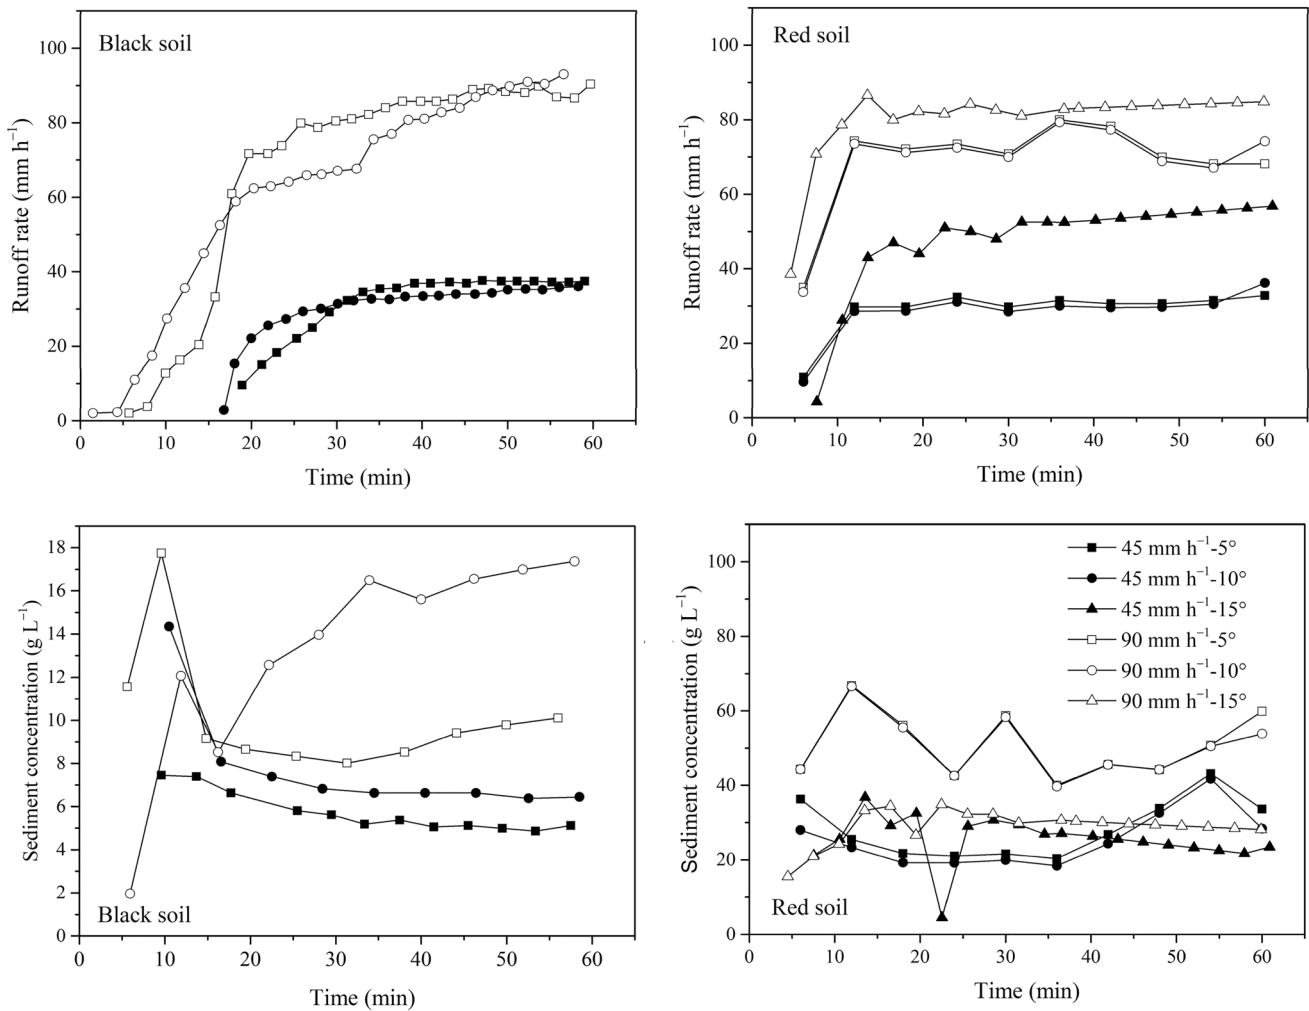 Black soil
Runoff rate (mm h⁻¹)
100
80
60
40
20
0
0 10 20 30 40 50 60
Time (min)
Red soil
Runoff rate (mm h⁻¹)
100
80
60
40
20
0
0 10 20 30 40 50 60
Time (min)
Sediment concentration (g L⁻¹)
18
16
14
12
10
8
6
4
2
0
Black soil
0 10 20 30 40 50 60
Time (min)
Sediment concentration (g L⁻¹)
100
80
60
40
20
0
45 mm h⁻¹-5°
45 mm h⁻¹-10°
45 mm h⁻¹-15°
90 mm h⁻¹-5°
90 mm h⁻¹-10°
90 mm h⁻¹-15°
Red soil
0 10 20 30 40 50 60
Time (min)